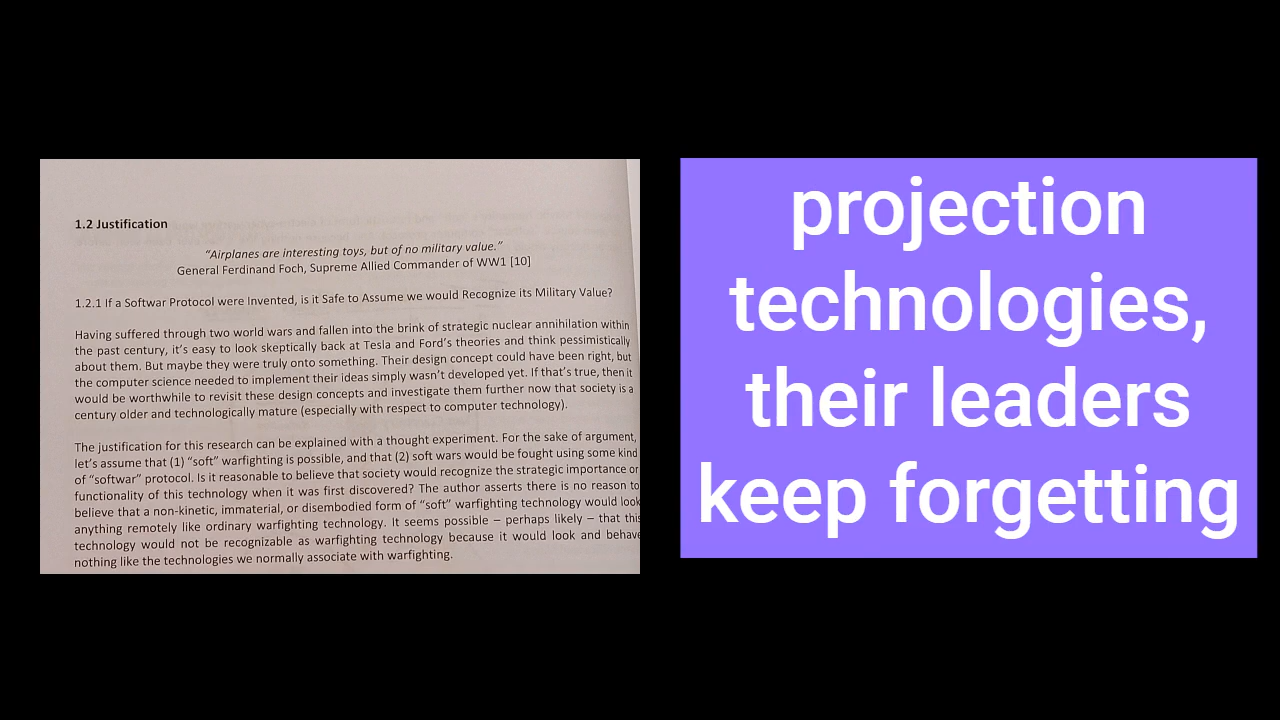 1.2 Justification
“Airplanes are interesting toys, but of no military value.”
General Ferdinand Foch, Supreme Allied Commander of WW1 [10]
1.2.1 If a Softwar Protocol were Invented, is it Safe to Assume we would Recognize its Military Value?
Having suffered through two world wars and fallen into the brink of strategic nuclear annihilation within
the past century, it’s easy to look skeptically back at Tesla and Ford’s theories and think pessimistically
about them. But maybe they were truly onto something. Their design concept could have been right, but
the computer science needed to implement their ideas simply wasn’t developed yet. If that’s true, then it
would be worthwhile to revisit these design concepts and investigate them further now that society is a
century older and technologically mature (especially with respect to computer technology).
The justification for this research can be explained with a thought experiment. For the sake of argument,
let’s assume that (1) “soft” warfighting is possible, and that (2) soft wars would be fought using some kind
of “softwar” protocol. Is it reasonable to believe that society would recognize the strategic importance or
functionality of this technology when it was first discovered? The author asserts there is no reason to
believe that a non-kinetic, immaterial, or disembodied form of “soft” warfighting technology would look
anything remotely like ordinary warfighting technology. It seems possible – perhaps likely – that this
technology would not be recognizable as warfighting technology because it would look and behave
nothing like the technologies we normally associate with warfighting.
projection
technologies,
their leaders
keep forgetting